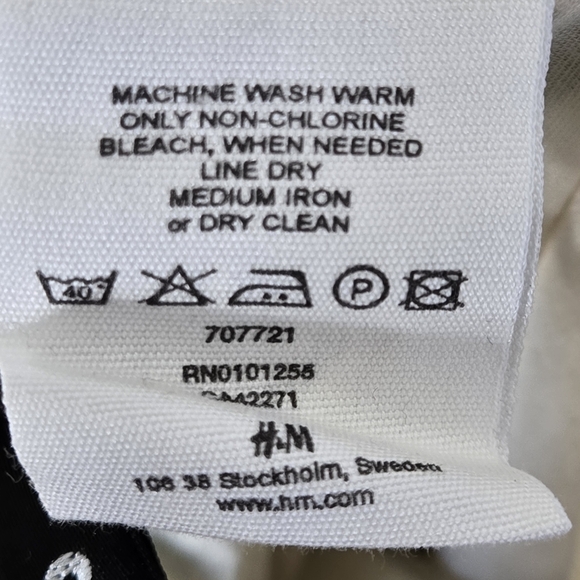 MACHINE WASH WARM
ONLY NON-CHLORINE
BLEACH, WHEN NEEDED
LINE DRY
MEDIUM IRON
or DRY CLEAN
40° P
707721
RN0101255
CA42271
H&M
106 38 Stockholm, Sweden
www.hm.com